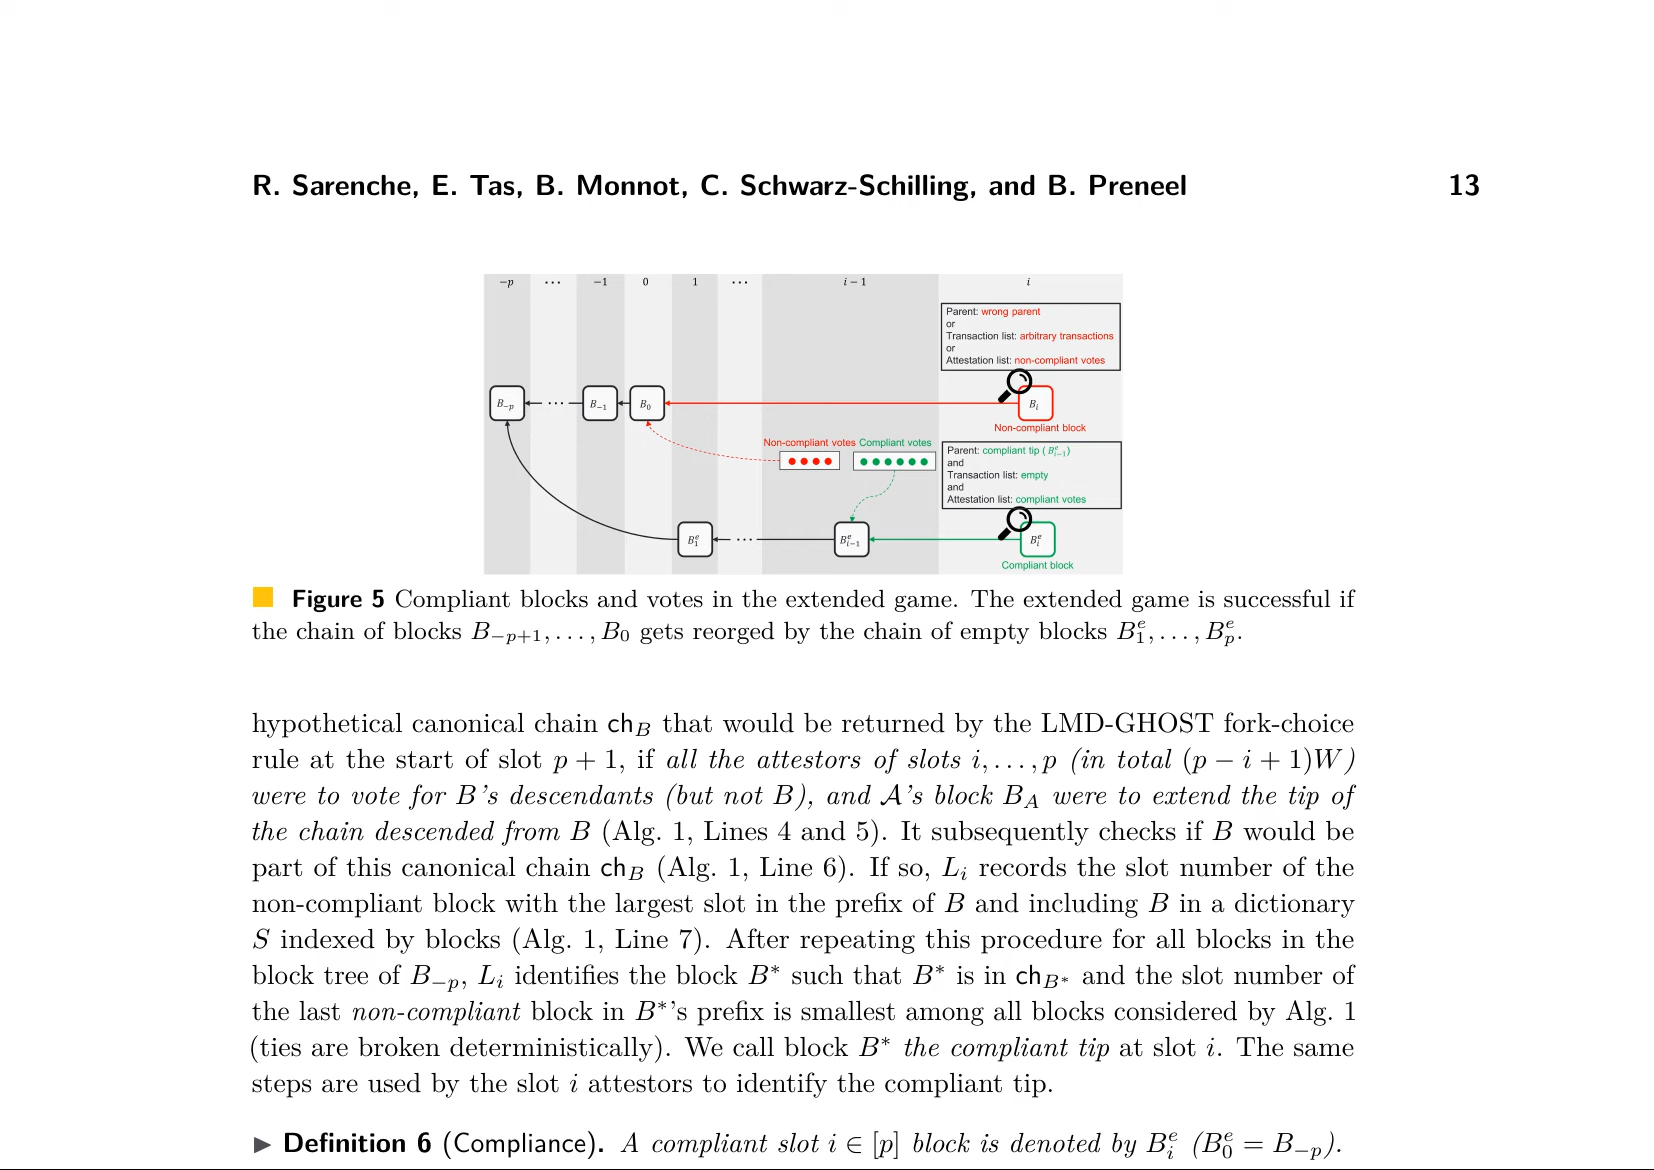 R. Sarenche, E. Tas, B. Monnot, C. Schwarz-Schilling, and B. Preneel 13
−p ··· −1 0 1 ··· i − 1 i
Parent: wrong parent
or
Transaction list: arbitrary transactions
or
Attestation list: non-compliant votes
B₋ₚ ··· B₋₁ B₀ Bᵢ
Non-compliant block
Non-compliant votes Compliant votes
Parent: compliant tip (Bᵉᵢ₋₁)
and
Transaction list: empty
and
Attestation list: compliant votes
Bᵉ₁ ··· Bᵉᵢ₋₁ Bᵉᵢ
Compliant block
Figure 5 Compliant blocks and votes in the extended game. The extended game is successful if
the chain of blocks B₋ₚ₊₁, . . . , B₀ gets reorged by the chain of empty blocks Bᵉ₁, . . . , Bᵉₚ.
hypothetical canonical chain ch_B that would be returned by the LMD-GHOST fork-choice
rule at the start of slot p + 1, if all the attestors of slots i, . . . , p (in total (p − i + 1)W)
were to vote for B's descendants (but not B), and 𝒜's block B_A were to extend the tip of
the chain descended from B (Alg. 1, Lines 4 and 5). It subsequently checks if B would be
part of this canonical chain ch_B (Alg. 1, Line 6). If so, Lᵢ records the slot number of the
non-compliant block with the largest slot in the prefix of B and including B in a dictionary
S indexed by blocks (Alg. 1, Line 7). After repeating this procedure for all blocks in the
block tree of B₋ₚ, Lᵢ identifies the block B* such that B* is in ch_B* and the slot number of
the last non-compliant block in B*'s prefix is smallest among all blocks considered by Alg. 1
(ties are broken deterministically). We call block B* the compliant tip at slot i. The same
steps are used by the slot i attestors to identify the compliant tip.
▶ Definition 6 (Compliance). A compliant slot i ∈ [p] block is denoted by Bᵉᵢ (Bᵉ₀ = B₋ₚ).